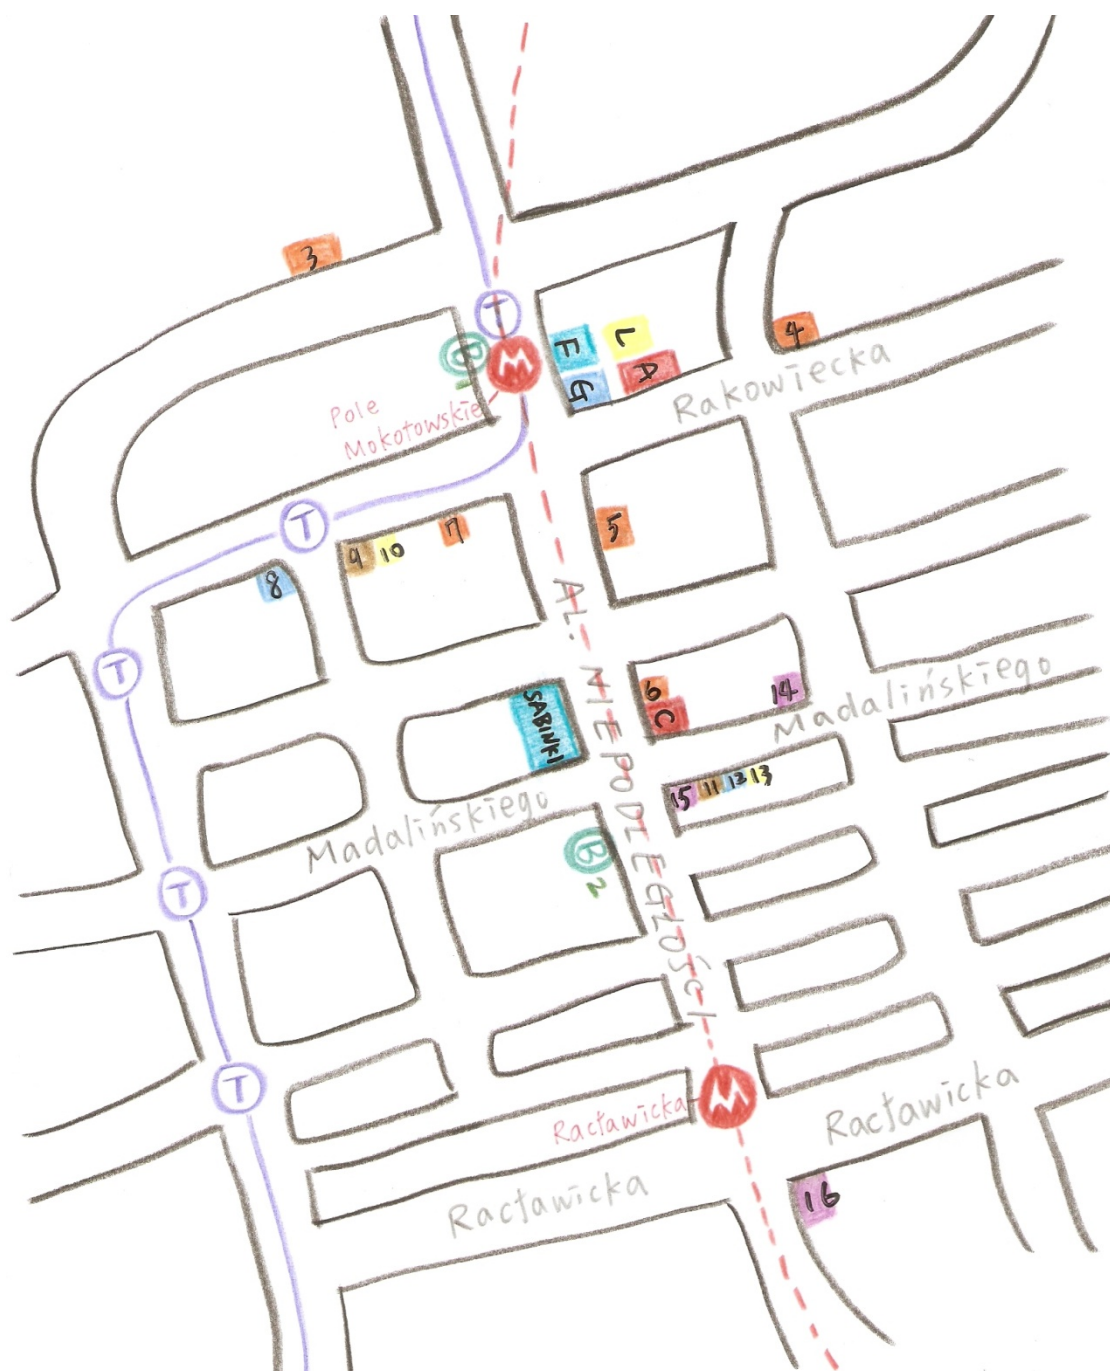 3
T
B
1
M
F
L
G
A
4
Rakowiecka
Pole
Mokotowskie
T
9
10
7
5
8
T
AL. NIEPODLEGŁOŚCI
SABINKI
6
C
14
Madalińskiego
15
11
12
13
Madalińskiego
B
2
T
T
M
Racławicka
Racławicka
Racławicka
16